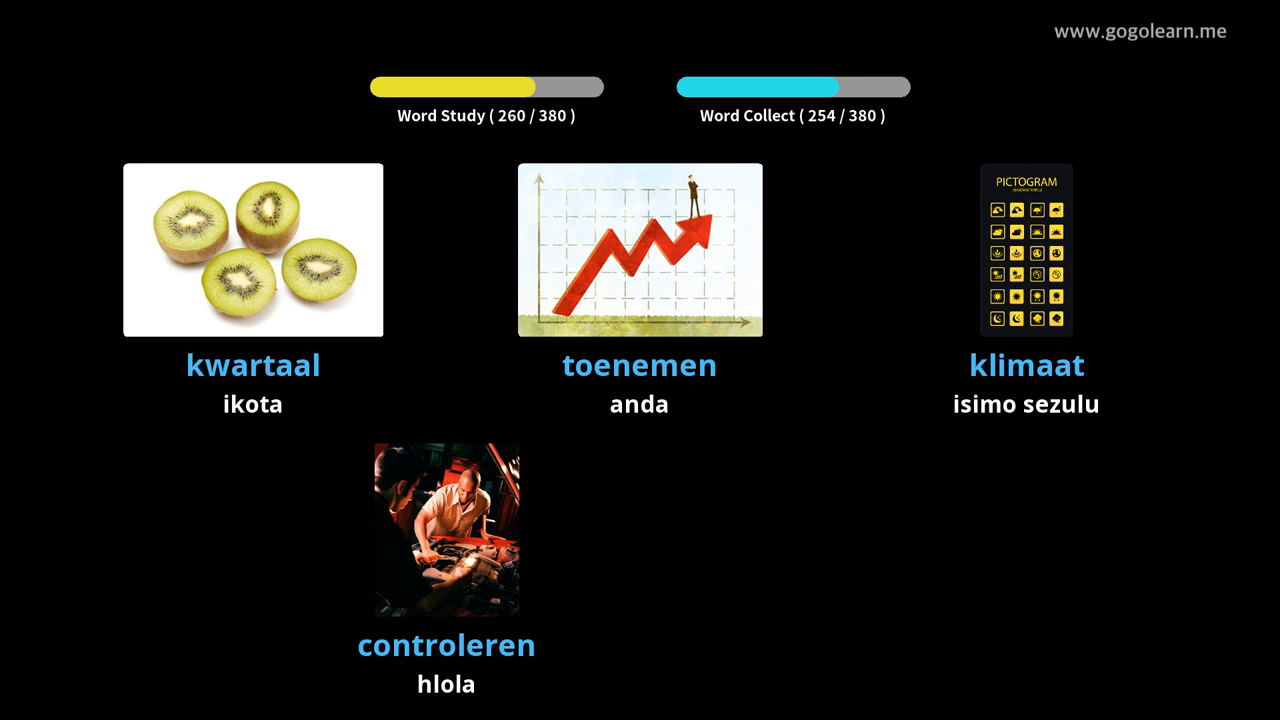 www.gogolearn.me
Word Study ( 260 / 380 )
Word Collect ( 254 / 380 )
PICTOGRAM
kwartaal
toenemen
klimaat
ikota
anda
isimo sezulu
controleren
hlola